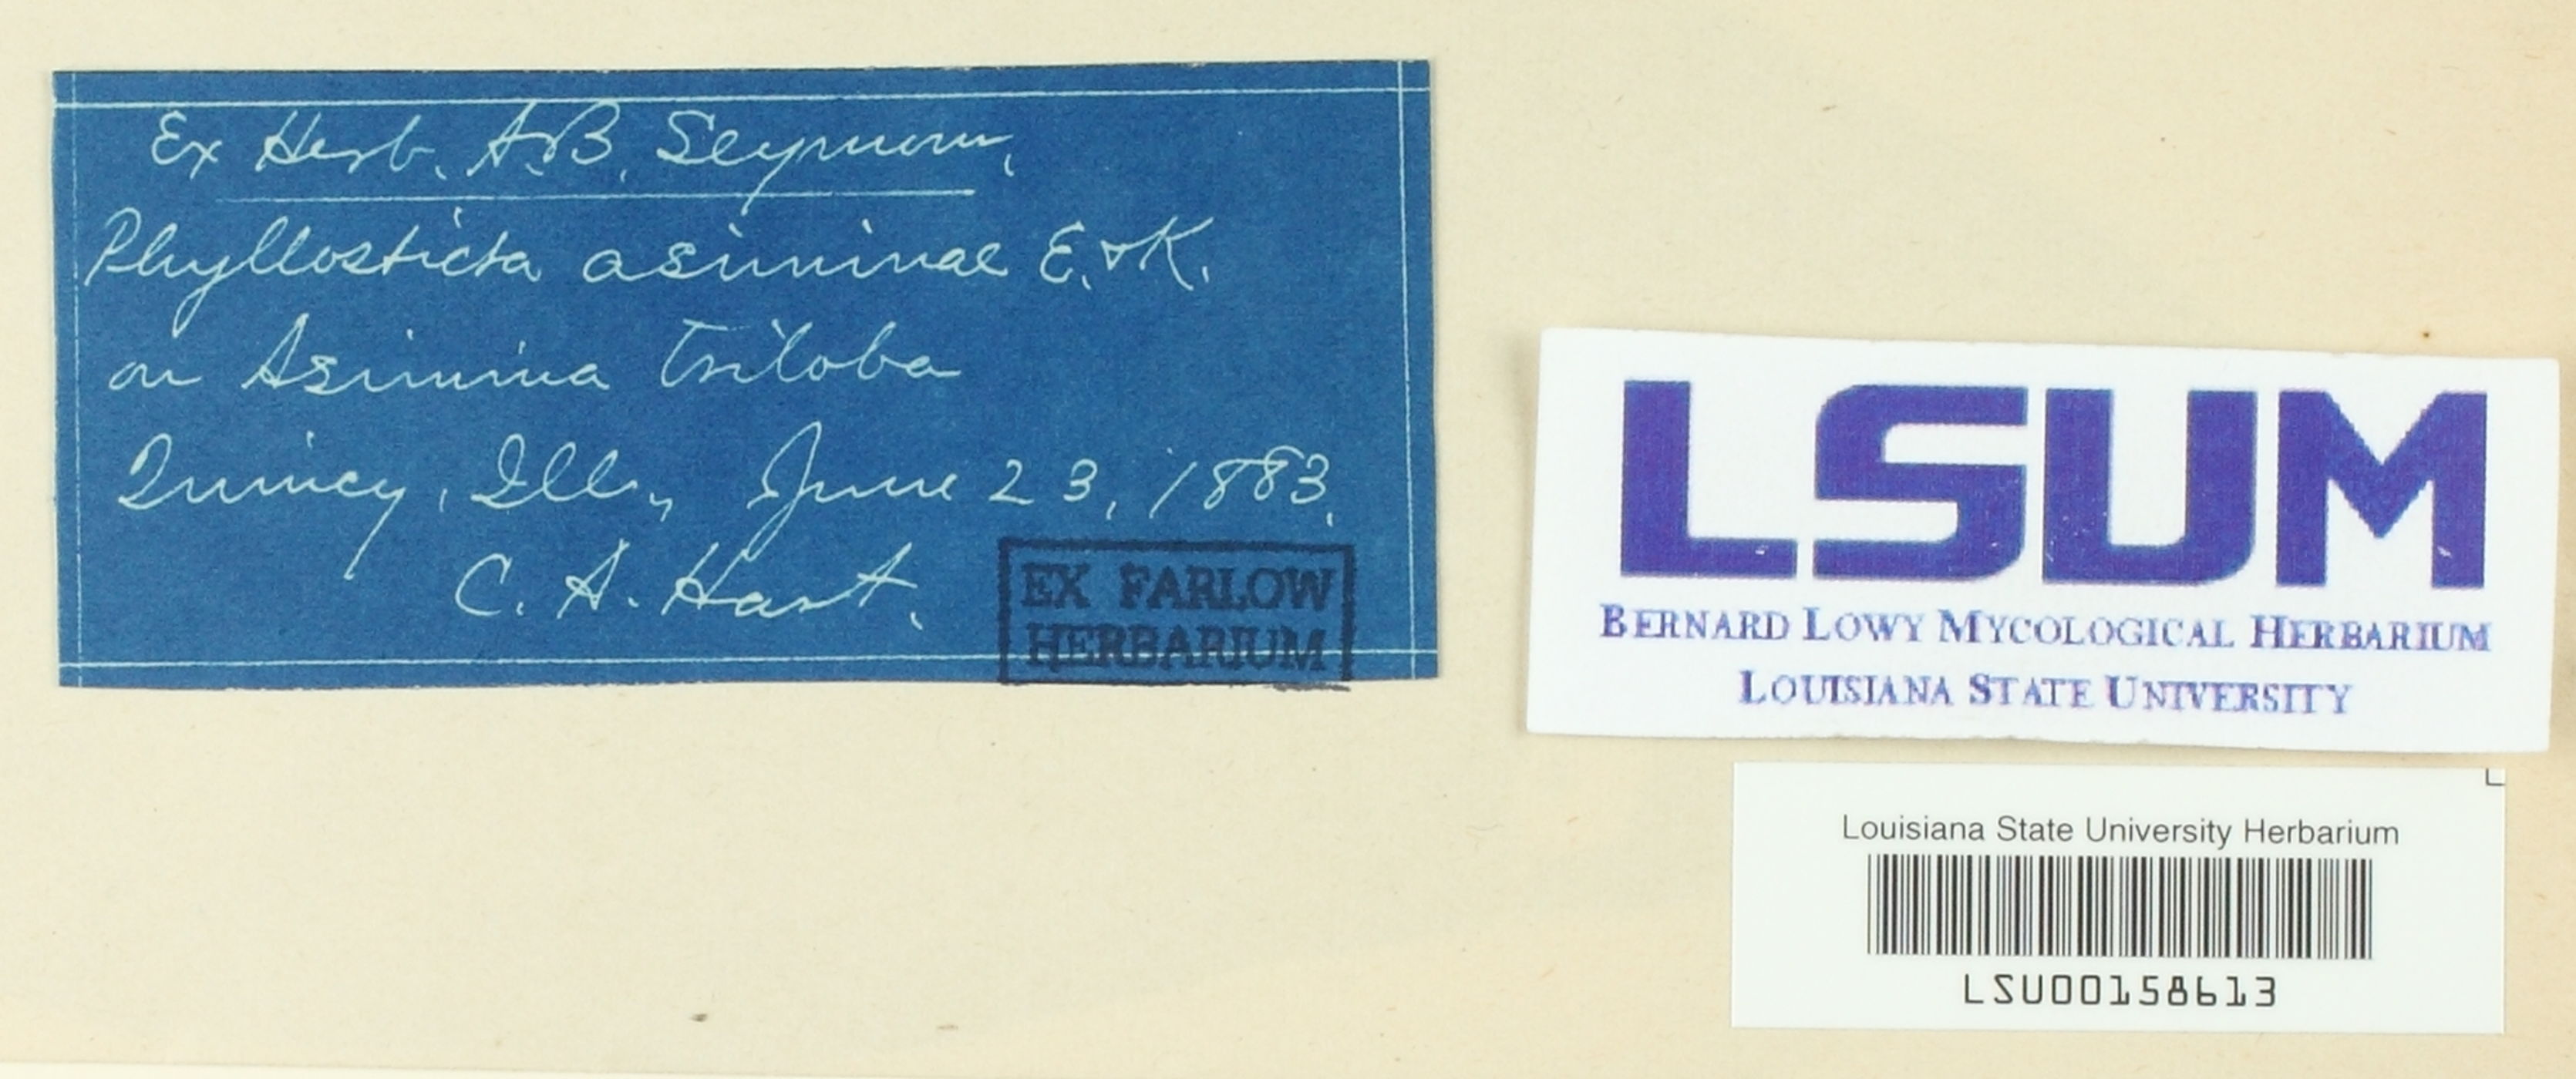 Ex Herb. A.B. Seymour,
Phyllosticta asiminae E.&K.
on Asimina triloba
Quincy, Ill., June 23, 1883.
C. A. Hart.
EX FARLOW
HERBARIUM
LSUM
BERNARD LOWY MYCOLOGICAL HERBARIUM
LOUISIANA STATE UNIVERSITY
Louisiana State University Herbarium
LSU00158613